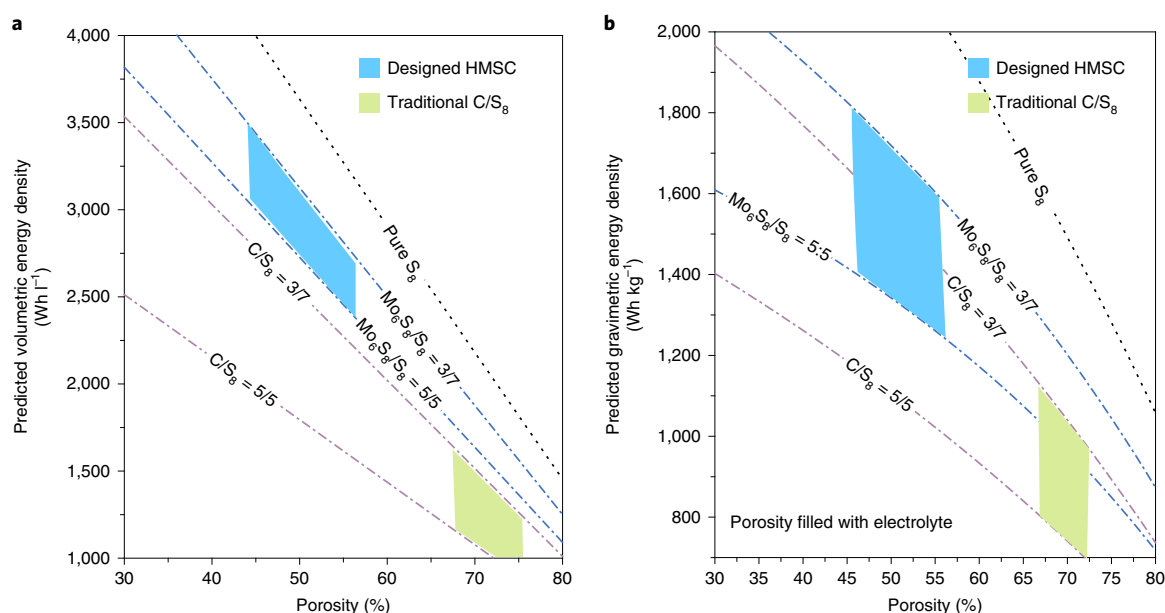 a
4,000
3,500
3,000
2,500
2,000
1,500
1,000
Predicted volumetric energy density
(Wh l⁻¹)
Designed HMSC
Traditional C/S₈
Pure S₈
Mo₆S₈/S₈ = 3/7
Mo₆S₈/S₈ = 5/5
C/S₈ = 3/7
C/S₈ = 5/5
30 40 50 60 70 80
Porosity (%)
b
2,000
1,800
1,600
1,400
1,200
1,000
800
Predicted gravimetric energy density
(Wh kg⁻¹)
Designed HMSC
Traditional C/S₈
Pure S₈
Mo₆S₈/S₈ = 5:5
Mo₆S₈/S₈ = 3/7
C/S₈ = 3/7
C/S₈ = 5/5
Porosity filled with electrolyte
30 35 40 45 50 55 60 65 70 75 80
Porosity (%)